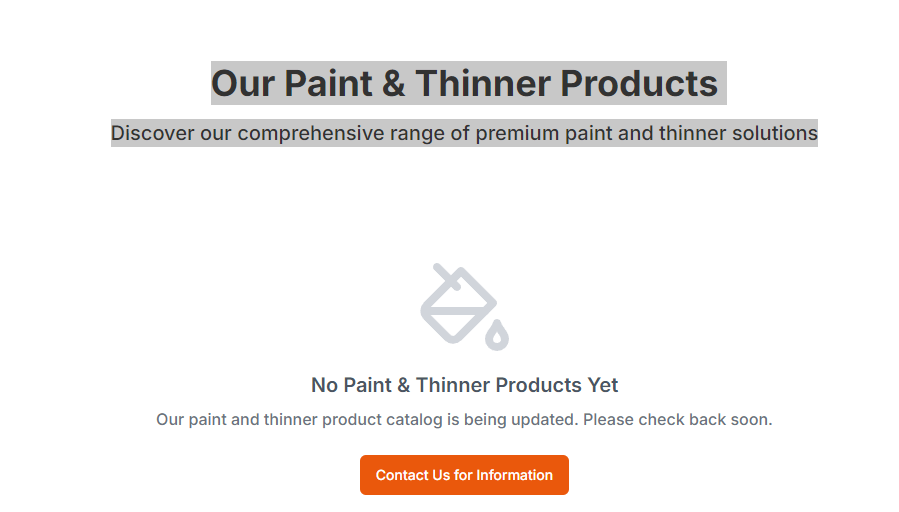 Our Paint & Thinner Products
Discover our comprehensive range of premium paint and thinner solutions
No Paint & Thinner Products Yet
Our paint and thinner product catalog is being updated. Please check back soon.
Contact Us for Information